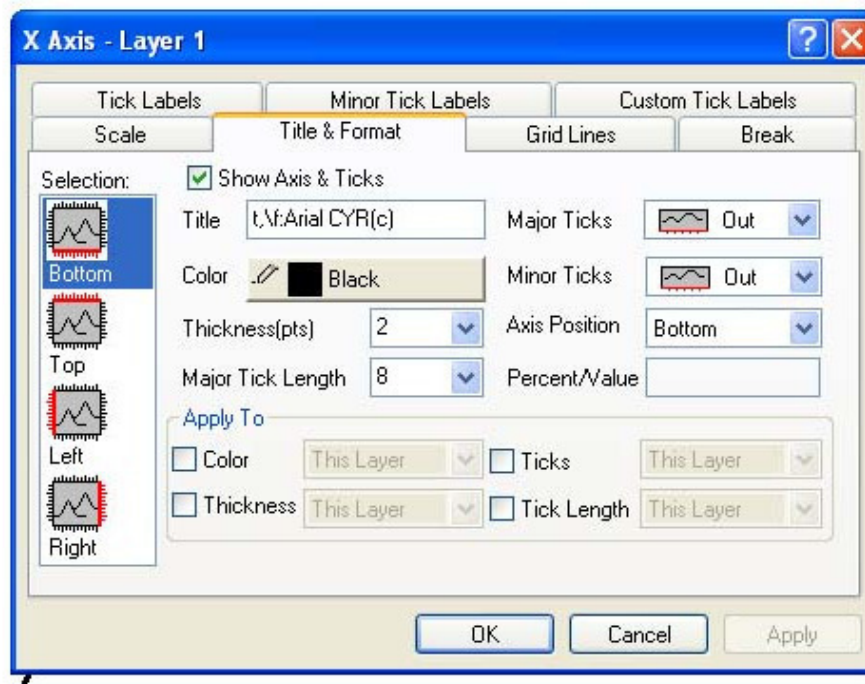 X Axis - Layer 1
Tick Labels Minor Tick Labels Custom Tick Labels
Scale Title & Format Grid Lines Break
Selection: Show Axis & Ticks
Title t,\f:Arial CYR(c) Major Ticks Out
Bottom Color Black Minor Ticks Out
Thickness(pts) 2 Axis Position Bottom
Top Major Tick Length 8 Percent/Value
Apply To
Left Color This Layer Ticks This Layer
Thickness This Layer Tick Length This Layer
Right
OK Cancel Apply